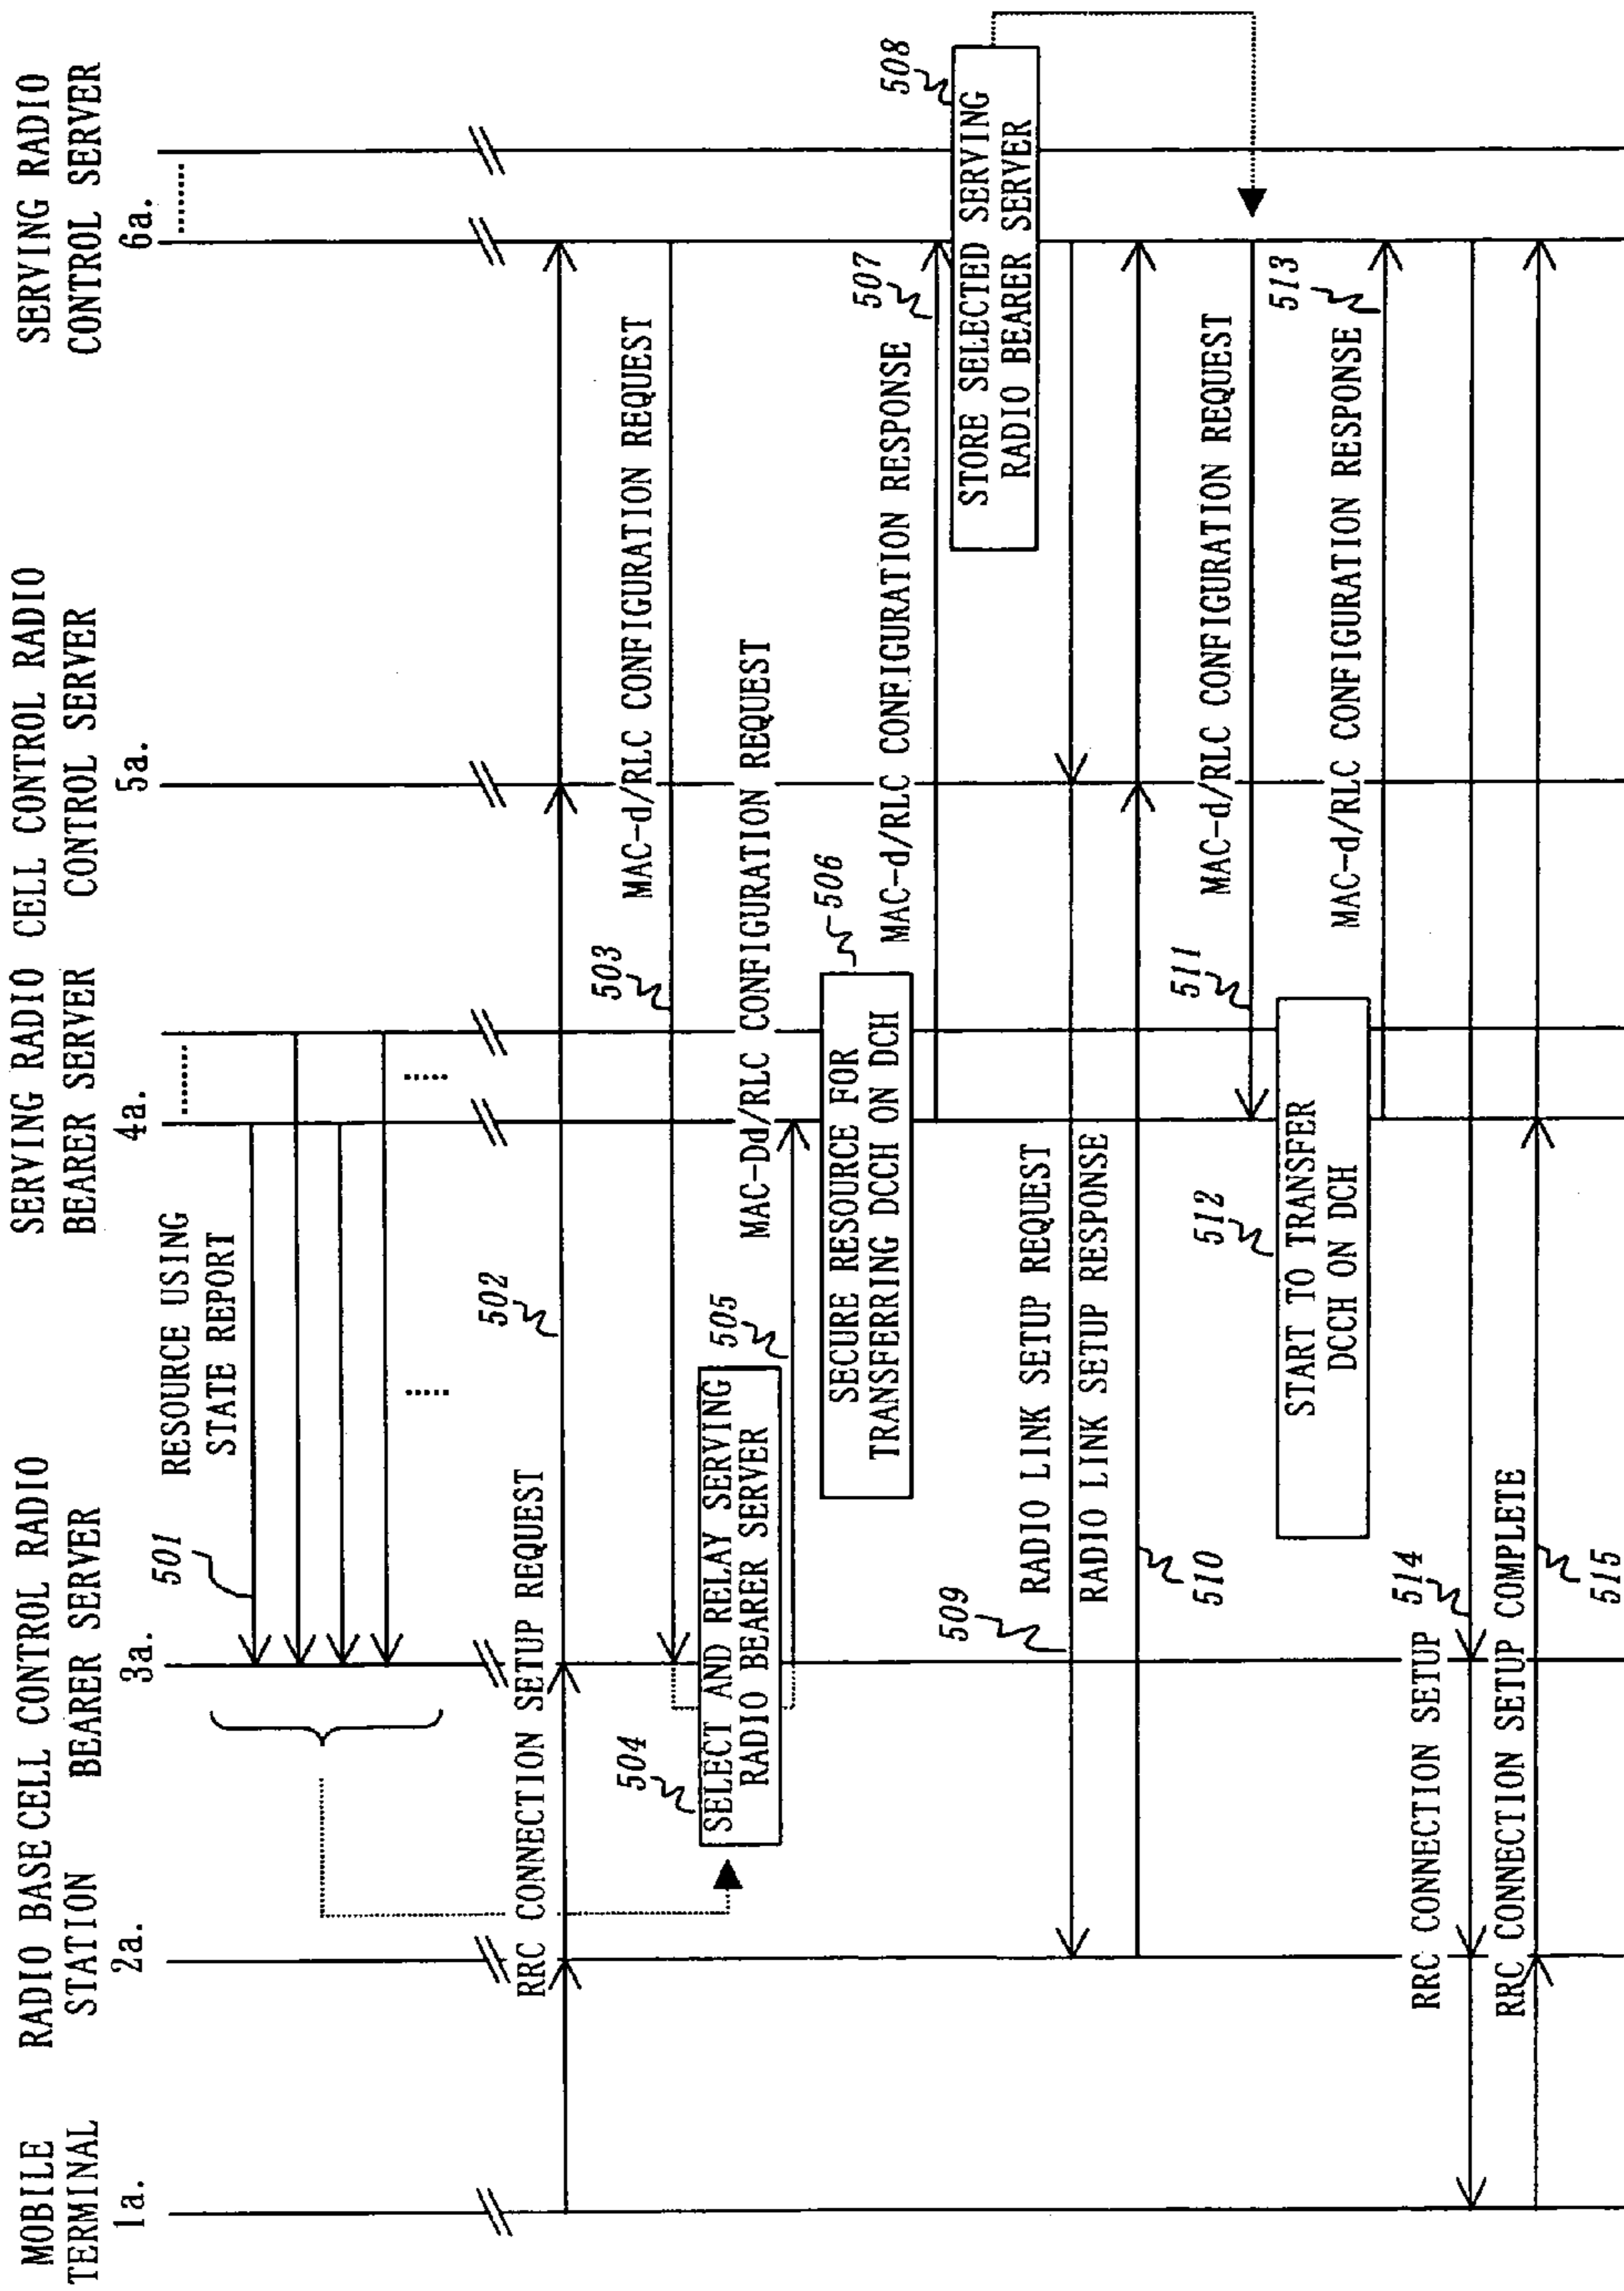 MOBILE
TERMINAL
1a.
RADIO BASE
STATION
2a.
CELL CONTROL RADIO
BEARER SERVER
3a.
SERVING RADIO
BEARER SERVER
4a.
CELL CONTROL RADIO
CONTROL SERVER
5a.
SERVING RADIO
CONTROL SERVER
6a.
RESOURCE USING
STATE REPORT
501
RRC CONNECTION SETUP REQUEST
502
MAC-d/RLC CONFIGURATION REQUEST
503
504
SELECT AND RELAY SERVING
RADIO BEARER SERVER
505
MAC-Dd/RLC CONFIGURATION REQUEST
SECURE RESOURCE FOR
TRANSFERRING DCCH ON DCH
506
MAC-d/RLC CONFIGURATION RESPONSE
507
508
STORE SELECTED SERVING
RADIO BEARER SERVER
509
RADIO LINK SETUP REQUEST
RADIO LINK SETUP RESPONSE
510
MAC-d/RLC CONFIGURATION REQUEST
511
512
START TO TRANSFER
DCCH ON DCH
MAC-d/RLC CONFIGURATION RESPONSE
513
RRC CONNECTION SETUP
514
RRC CONNECTION SETUP COMPLETE
515